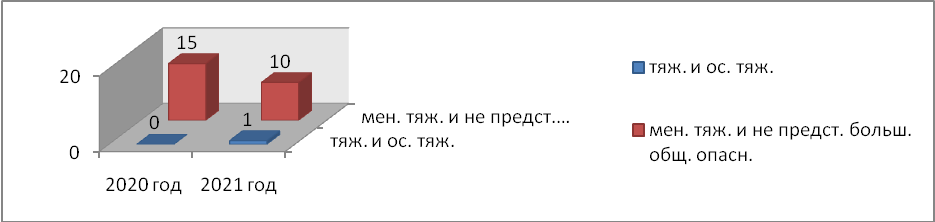 15
10
20
0
1
0
2020 год
2021 год
мен. тяж. и не предст....
тяж. и ос. тяж.
тяж. и ос. тяж.
мен. тяж. и не предст. больш.
общ. опасн.